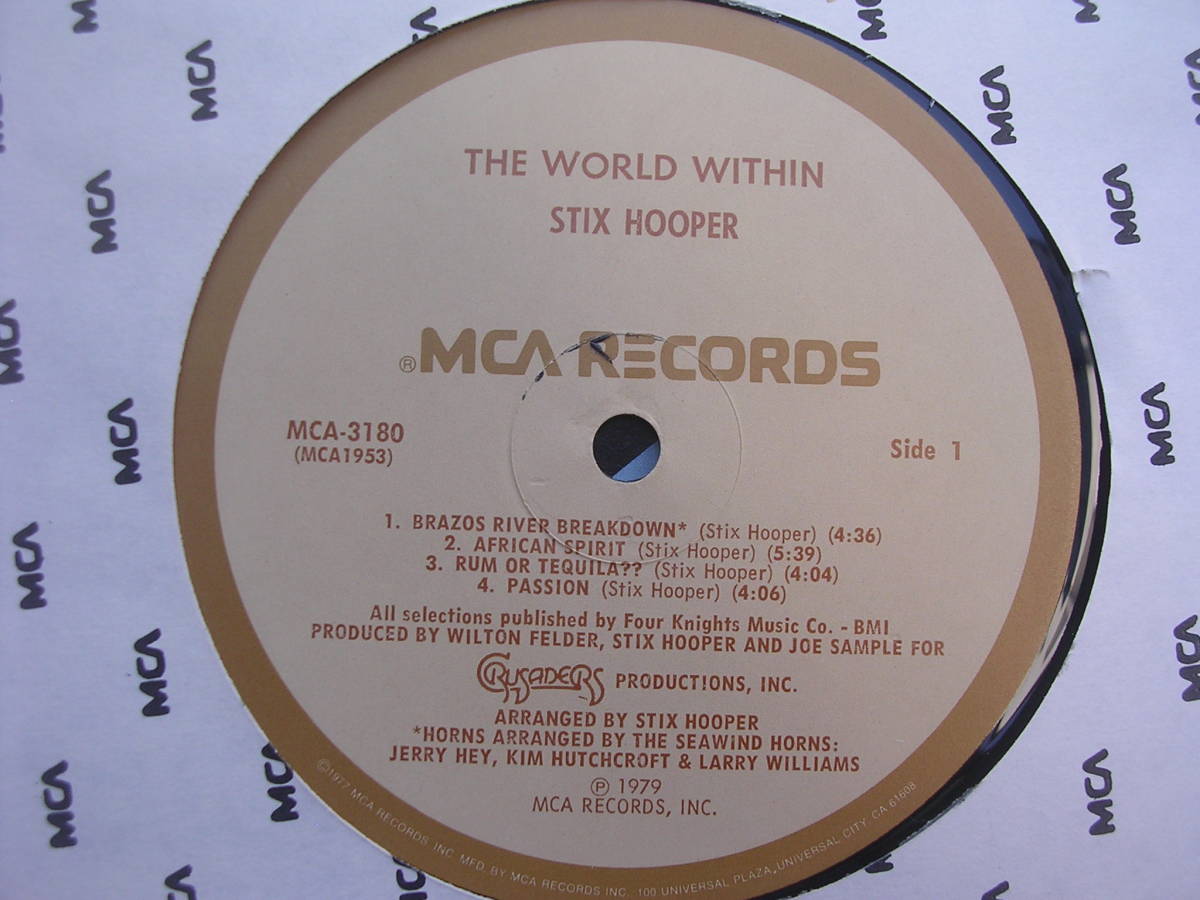 THE WORLD WITHIN
STIX HOOPER
® MCA RECORDS
MCA-3180
(MCA1953)
Side 1
1. BRAZOS RIVER BREAKDOWN* (Stix Hooper) (4:36)
2. AFRICAN SPIRIT (Stix Hooper) (5:39)
3. RUM OR TEQUILA?? (Stix Hooper) (4:04)
4. PASSION (Stix Hooper) (4:06)
All selections published by Four Knights Music Co. - BMI
PRODUCED BY WILTON FELDER, STIX HOOPER AND JOE SAMPLE FOR
CRUSADERS PRODUCTIONS, INC.
ARRANGED BY STIX HOOPER
*HORNS ARRANGED BY THE SEAWIND HORNS:
JERRY HEY, KIM HUTCHCROFT & LARRY WILLIAMS
℗ 1979
MCA RECORDS, INC.
©1977 MCA RECORDS INC. MFD. BY MCA RECORDS INC. 100 UNIVERSAL PLAZA, UNIVERSAL CITY, CA 61608
MCA
MCA
MCA
MCA
MCA
MCA
MCA
MCA
MCA
MCA
MCA
MCA
MCA